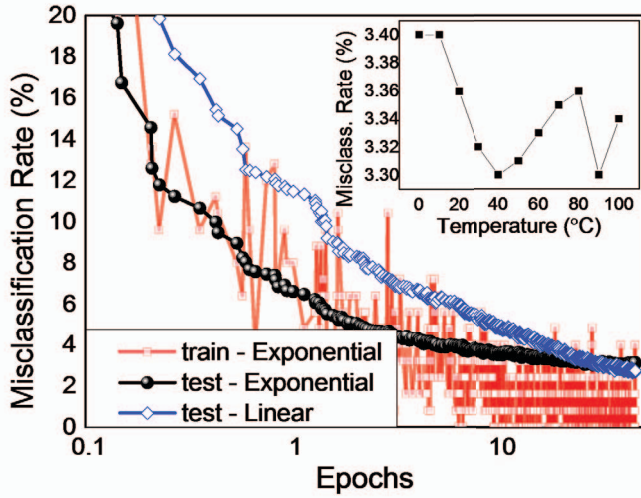 Misclassification Rate (%)
20
18
16
14
12
10
8
6
4
2
0
0.1
1
10
Epochs
train - Exponential
test - Exponential
test - Linear
Misclass. Rate (%)
3.40
3.38
3.36
3.34
3.32
3.30
0 20 40 60 80 100
Temperature (°C)